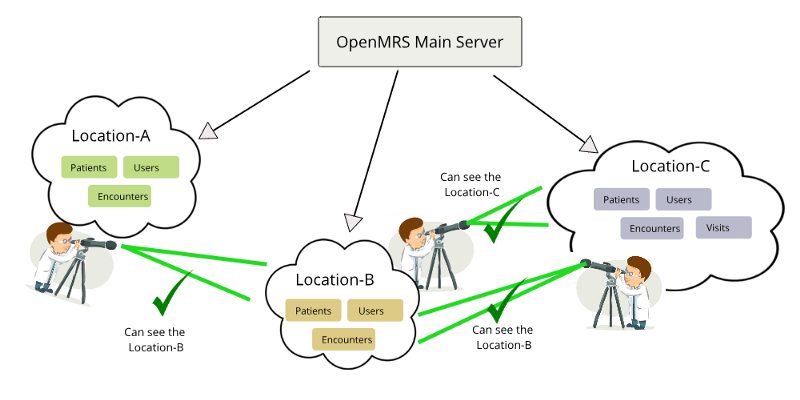 OpenMRS Main Server
Location-A
Patients
Users
Encounters
Can see the
Location-B
Location-B
Patients
Users
Encounters
Can see the
Location-C
Can see the
Location-B
Location-C
Patients
Users
Encounters
Visits